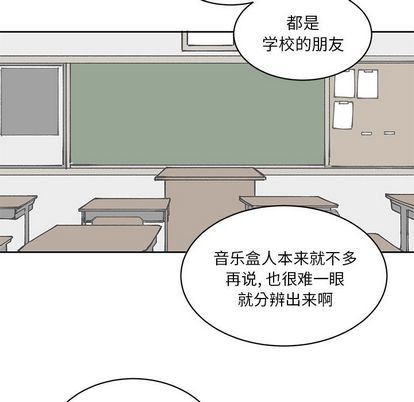 都是
学校的朋友
音乐盒人本来就不多
再说, 也很难一眼
就分辨出来啊